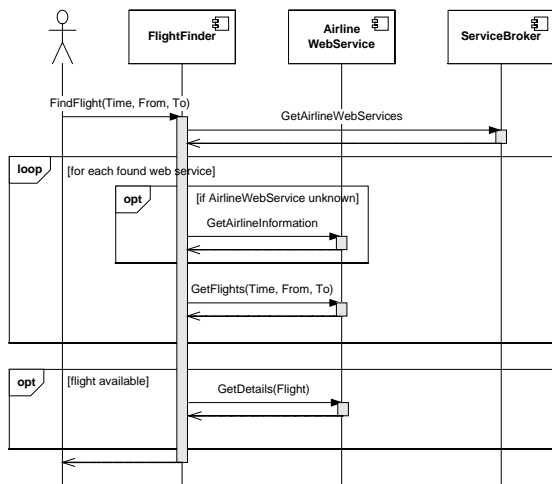 FlightFinder
Airline
WebService
ServiceBroker
FindFlight(Time, From, To)
GetAirlineWebServices
loop
[for each found web service]
opt
[if AirlineWebService unknown]
GetAirlineInformation
GetFlights(Time, From, To)
opt
[flight available]
GetDetails(Flight)